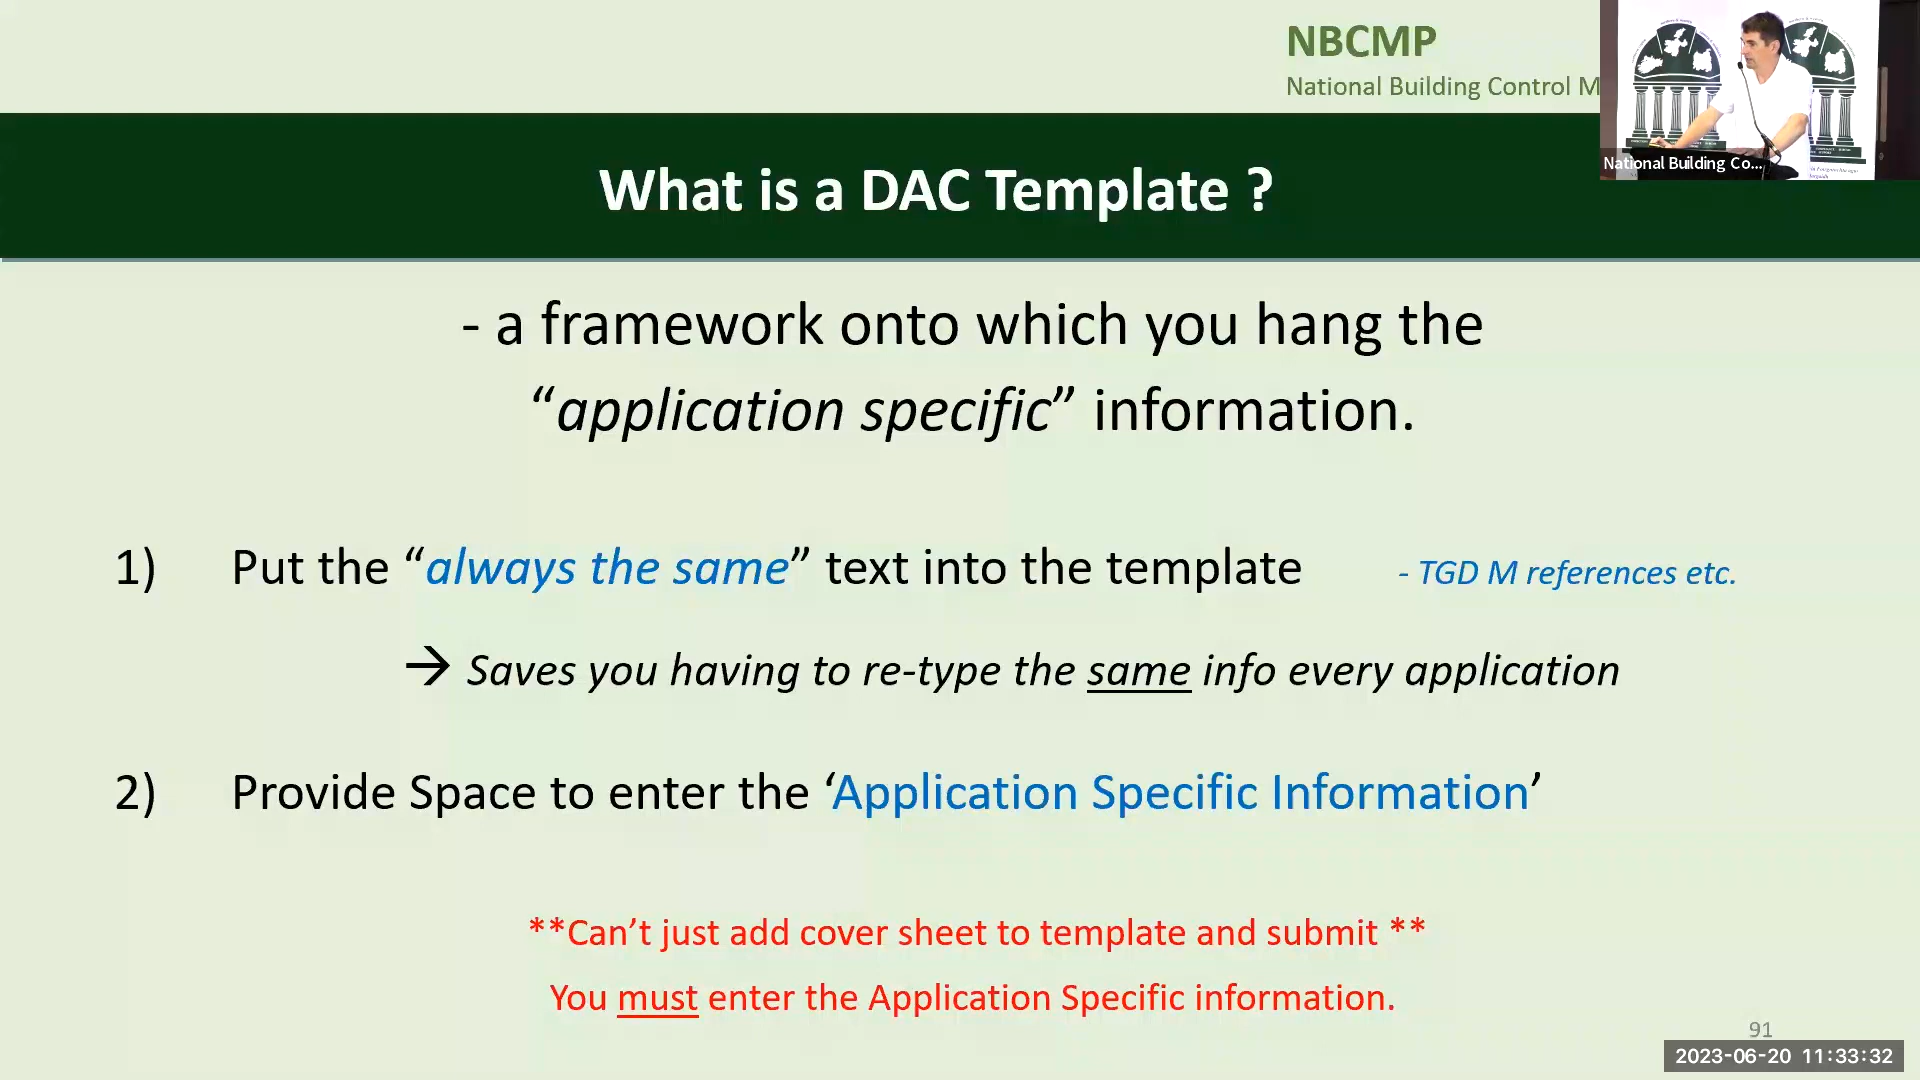 NBCMP
National Building Control M
National Building Co...
What is a DAC Template ?
- a framework onto which you hang the
“application specific” information.
1) Put the “always the same” text into the template - TGD M references etc.
→ Saves you having to re-type the same info every application
2) Provide Space to enter the ‘Application Specific Information’
**Can’t just add cover sheet to template and submit **
You must enter the Application Specific information.
91
2023-06-20 11:33:32